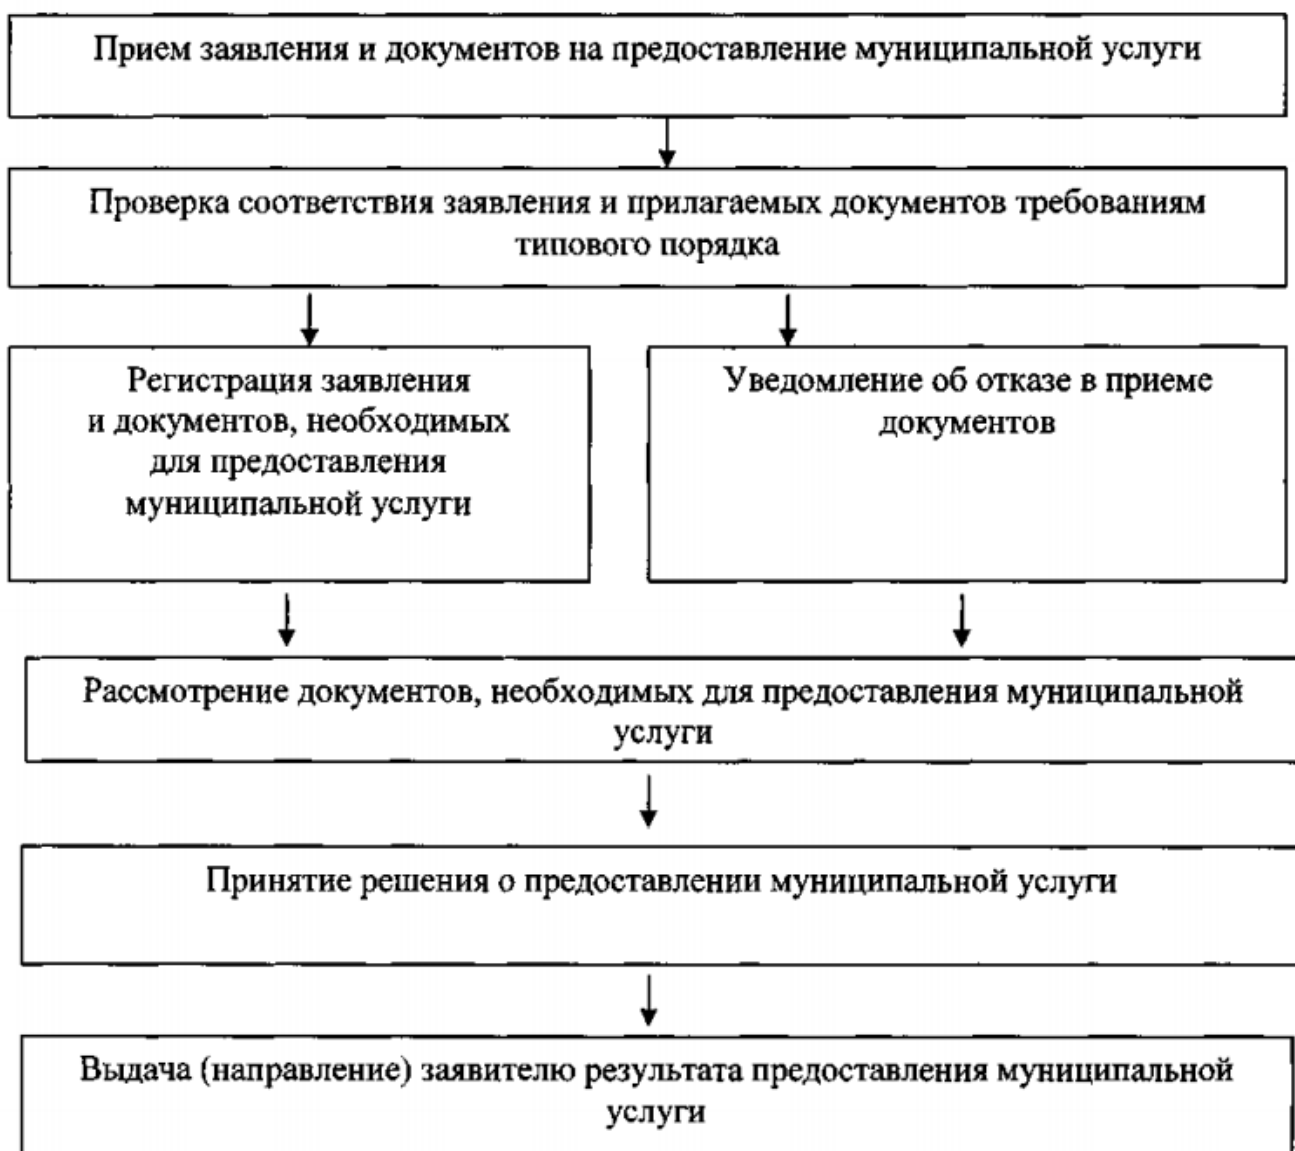 Прием заявления и документов на предоставление муниципальной услуги
Проверка соответствия заявления и прилагаемых документов требованиям
типового порядка
Регистрация заявления
и документов, необходимых
для предоставления
муниципальной услуги
Уведомление об отказе в приеме
документов
Рассмотрение документов, необходимых для предоставления муниципальной
услуги
Принятие решения о предоставлении муниципальной услуги
Выдача (направление) заявителю результата предоставления муниципальной
услуги